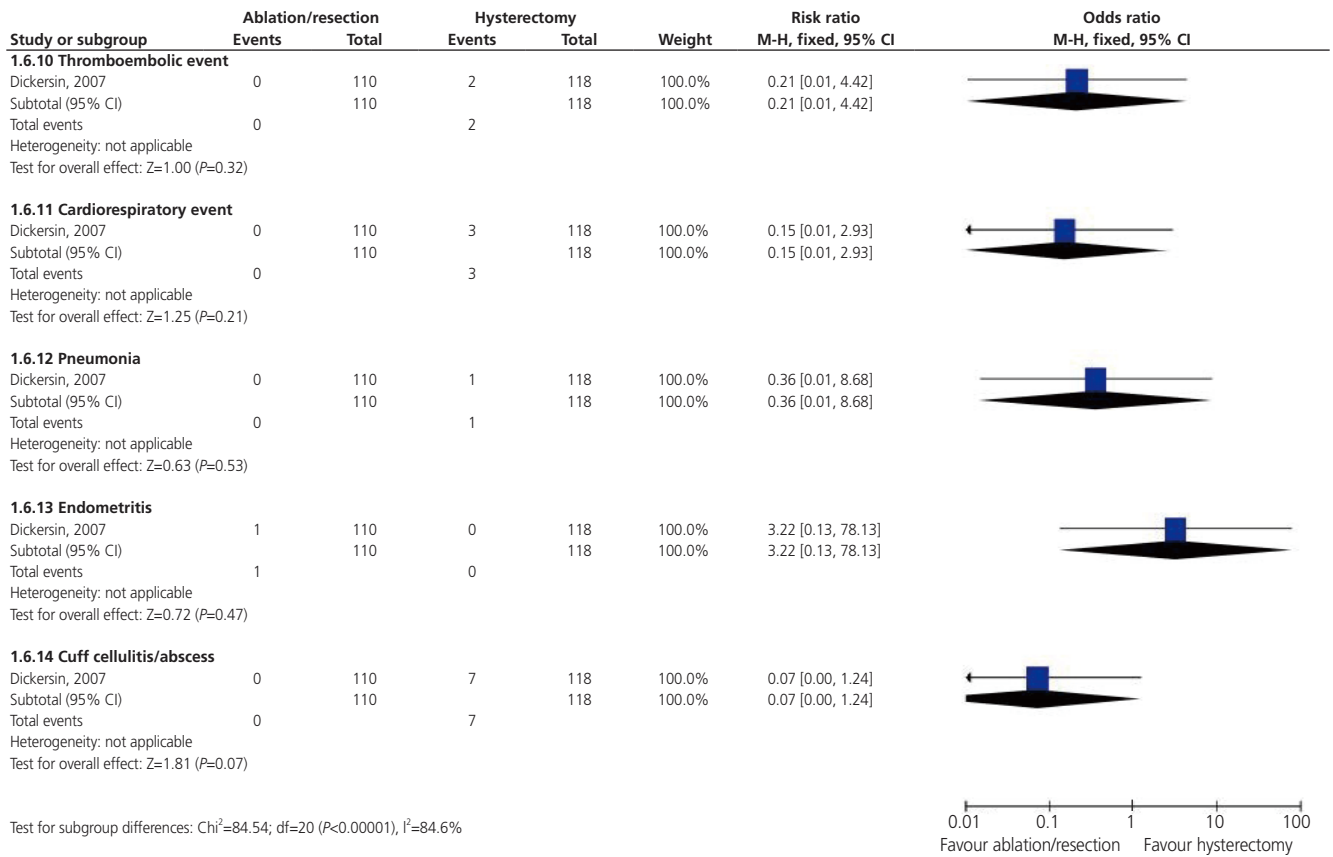 Ablation/resection Hysterectomy Risk ratio Odds ratio
Study or subgroup Events Total Events Total Weight M-H, fixed, 95% CI M-H, fixed, 95% CI
1.6.10 Thromboembolic event
Dickersin, 2007 0 110 2 118 100.0% 0.21 [0.01, 4.42]
Subtotal (95% CI) 110 118 100.0% 0.21 [0.01, 4.42]
Total events 0 2
Heterogeneity: not applicable
Test for overall effect: Z=1.00 (P=0.32)
1.6.11 Cardiorespiratory event
Dickersin, 2007 0 110 3 118 100.0% 0.15 [0.01, 2.93]
Subtotal (95% CI) 110 118 100.0% 0.15 [0.01, 2.93]
Total events 0 3
Heterogeneity: not applicable
Test for overall effect: Z=1.25 (P=0.21)
1.6.12 Pneumonia
Dickersin, 2007 0 110 1 118 100.0% 0.36 [0.01, 8.68]
Subtotal (95% CI) 110 118 100.0% 0.36 [0.01, 8.68]
Total events 0 1
Heterogeneity: not applicable
Test for overall effect: Z=0.63 (P=0.53)
1.6.13 Endometritis
Dickersin, 2007 1 110 0 118 100.0% 3.22 [0.13, 78.13]
Subtotal (95% CI) 110 118 100.0% 3.22 [0.13, 78.13]
Total events 1 0
Heterogeneity: not applicable
Test for overall effect: Z=0.72 (P=0.47)
1.6.14 Cuff cellulitis/abscess
Dickersin, 2007 0 110 7 118 100.0% 0.07 [0.00, 1.24]
Subtotal (95% CI) 110 118 100.0% 0.07 [0.00, 1.24]
Total events 0 7
Heterogeneity: not applicable
Test for overall effect: Z=1.81 (P=0.07)
Test for subgroup differences: Chi²=84.54; df=20 (P<0.00001), I²=84.6%
0.01 0.1 1 10 100
Favour ablation/resection Favour hysterectomy